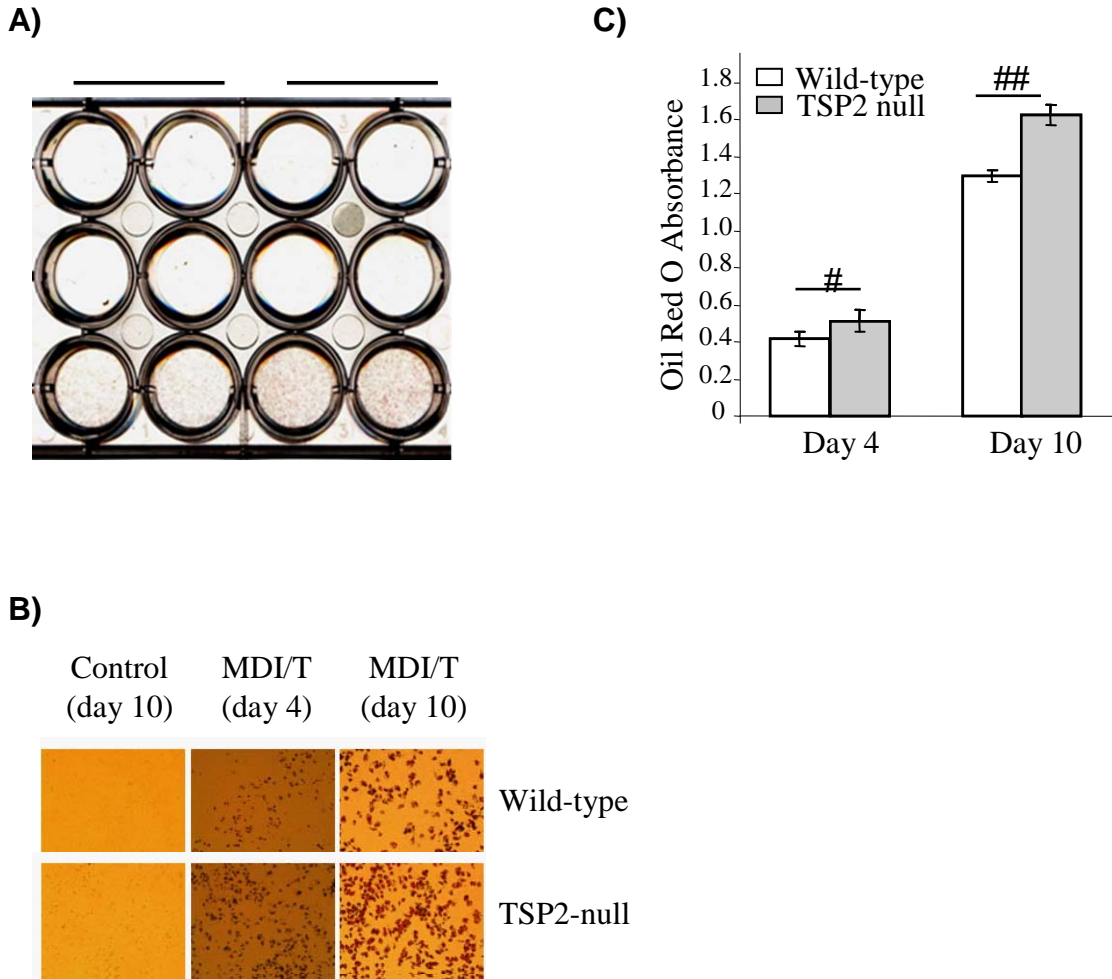 A)
C)
1.8
1.6
1.4
1.2
1.0
0.8
0.6
0.4
0.2
0
Oil Red O Absorbance
Wild-type
TSP2 null
#
##
Day 4
Day 10
B)
Control
(day 10)
MDI/T
(day 4)
MDI/T
(day 10)
Wild-type
TSP2-null